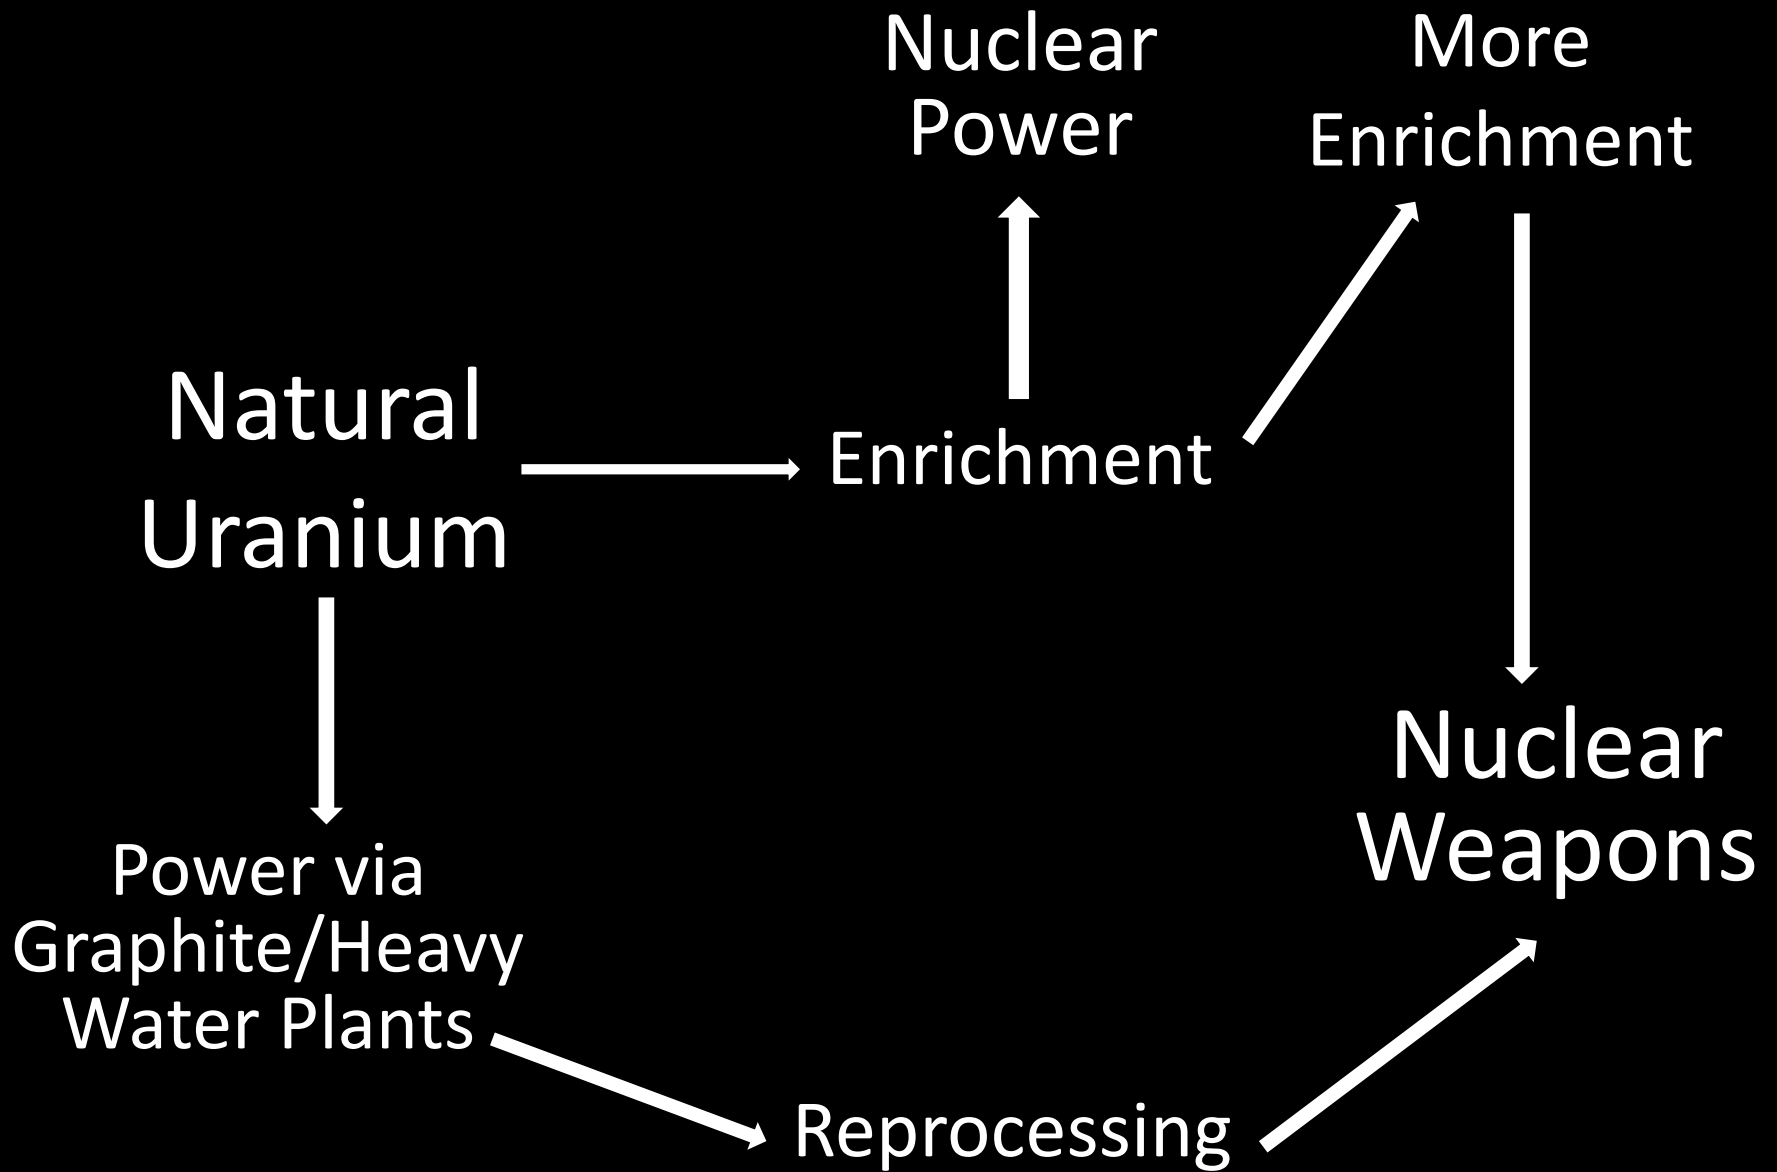 Nuclear
Power
More
Enrichment
Natural
Uranium
Enrichment
Nuclear
Weapons
Power via
Graphite/Heavy
Water Plants
Reprocessing